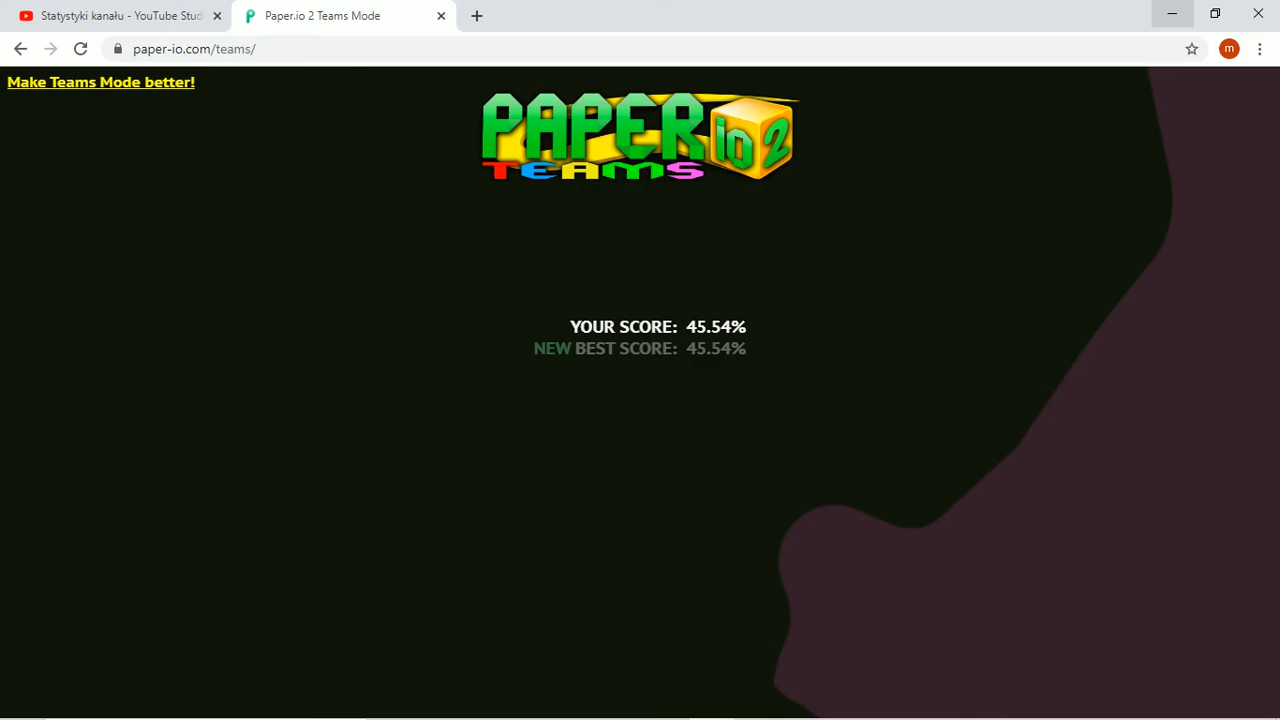 Statystyki kanału - YouTube Stud
Paper.io 2 Teams Mode
paper-io.com/teams/
m
Make Teams Mode better!
PAPER io 2
TEAMS
YOUR SCORE: 45.54%
NEW BEST SCORE: 45.54%